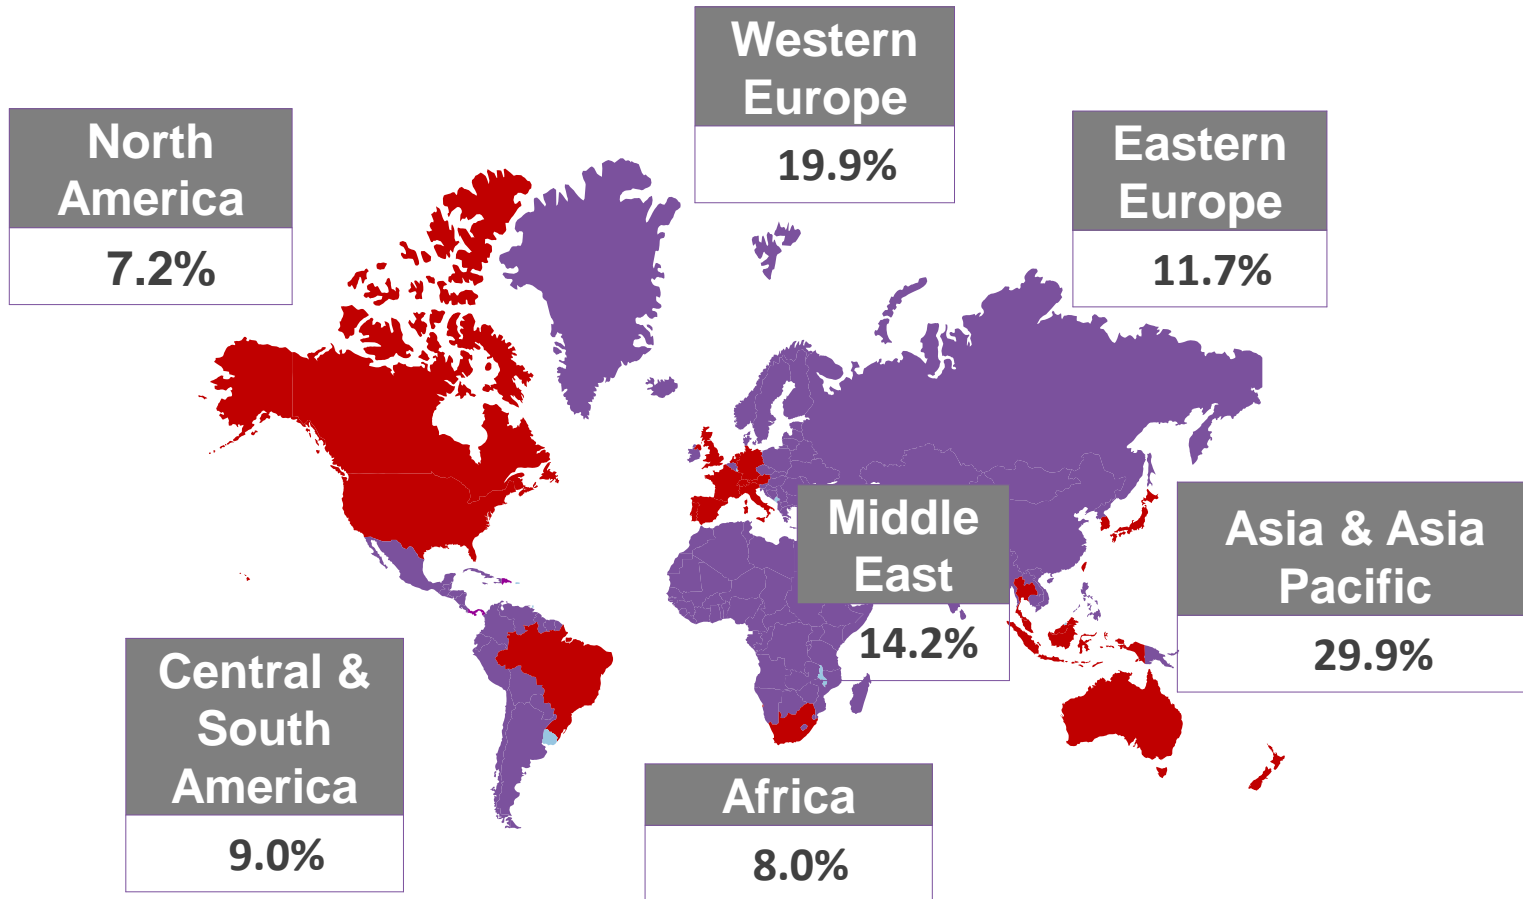 Western
Europe
19.9%
North
America
7.2%
Eastern
Europe
11.7%
Middle
East
14.2%
Asia & Asia
Pacific
29.9%
Central &
South
America
9.0%
Africa
8.0%